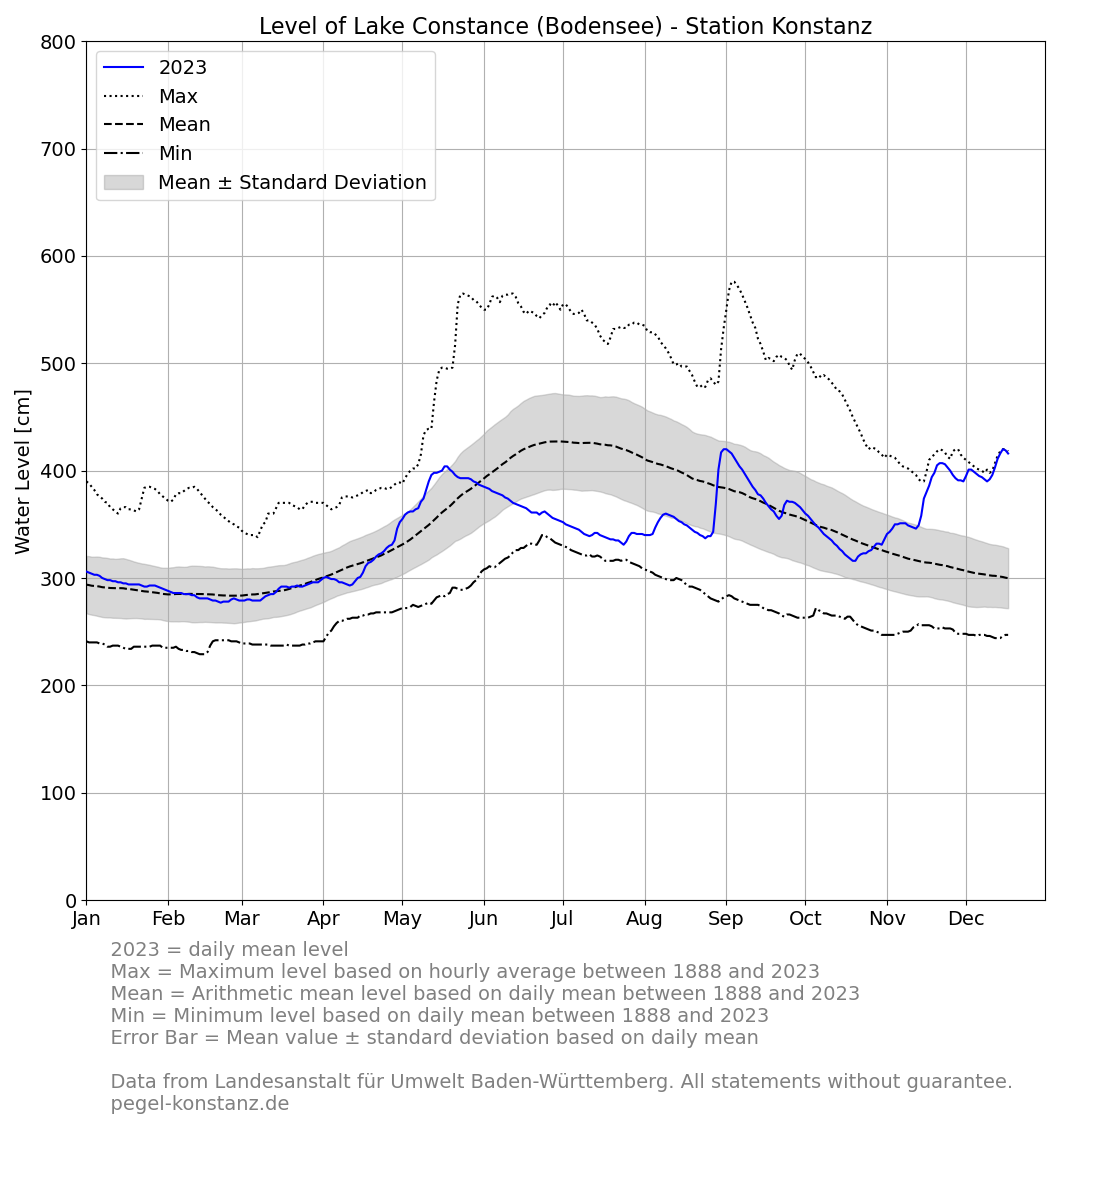 Level of Lake Constance (Bodensee) - Station Konstanz
800
700
600
500
400
300
200
100
0
Water Level [cm]
2023
Max
Mean
Min
Mean ± Standard Deviation
Jan Feb Mar Apr May Jun Jul Aug Sep Oct Nov Dec
2023 = daily mean level
Max = Maximum level based on hourly average between 1888 and 2023
Mean = Arithmetic mean level based on daily mean between 1888 and 2023
Min = Minimum level based on daily mean between 1888 and 2023
Error Bar = Mean value ± standard deviation based on daily mean
Data from Landesanstalt für Umwelt Baden-Württemberg. All statements without guarantee.
pegel-konstanz.de